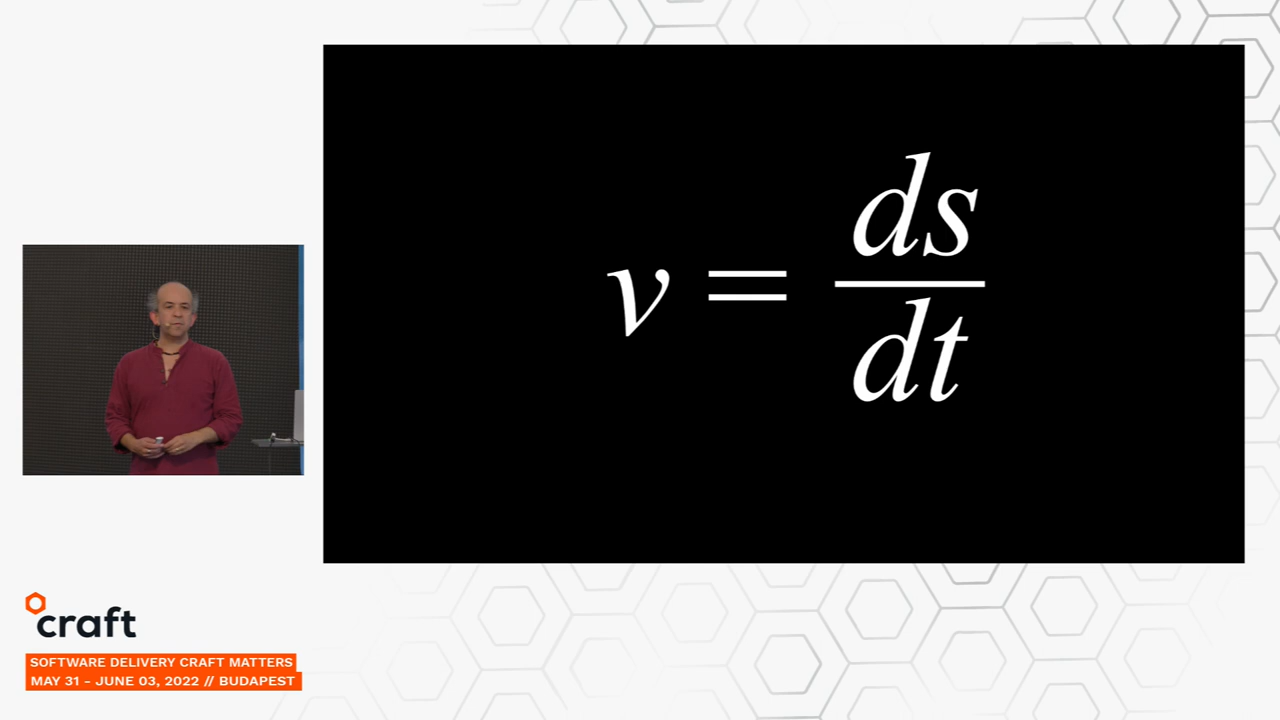 v = ds/dt
craft
SOFTWARE DELIVERY CRAFT MATTERS
MAY 31 - JUNE 03, 2022 // BUDAPEST